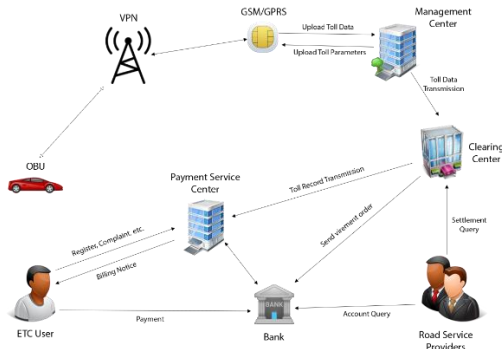 VPN
GSM/GPRS
Management
Center
Upload Toll Data
Upload Toll Parameters
Toll Data
Transmission
OBU
Clearing
Center
Payment Service
Center
Toll Record Transmission
Send virement order
Settlement
Query
Register, Complaint, etc.
Billing Notice
BANK
ETC User
Payment
Bank
Account Query
Road Service
Providers